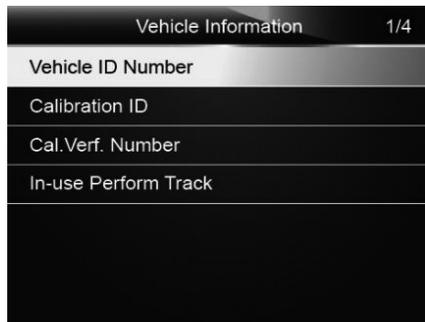 Vehicle Information 1/4
Vehicle ID Number
Calibration ID
Cal.Verf. Number
In-use Perform Track